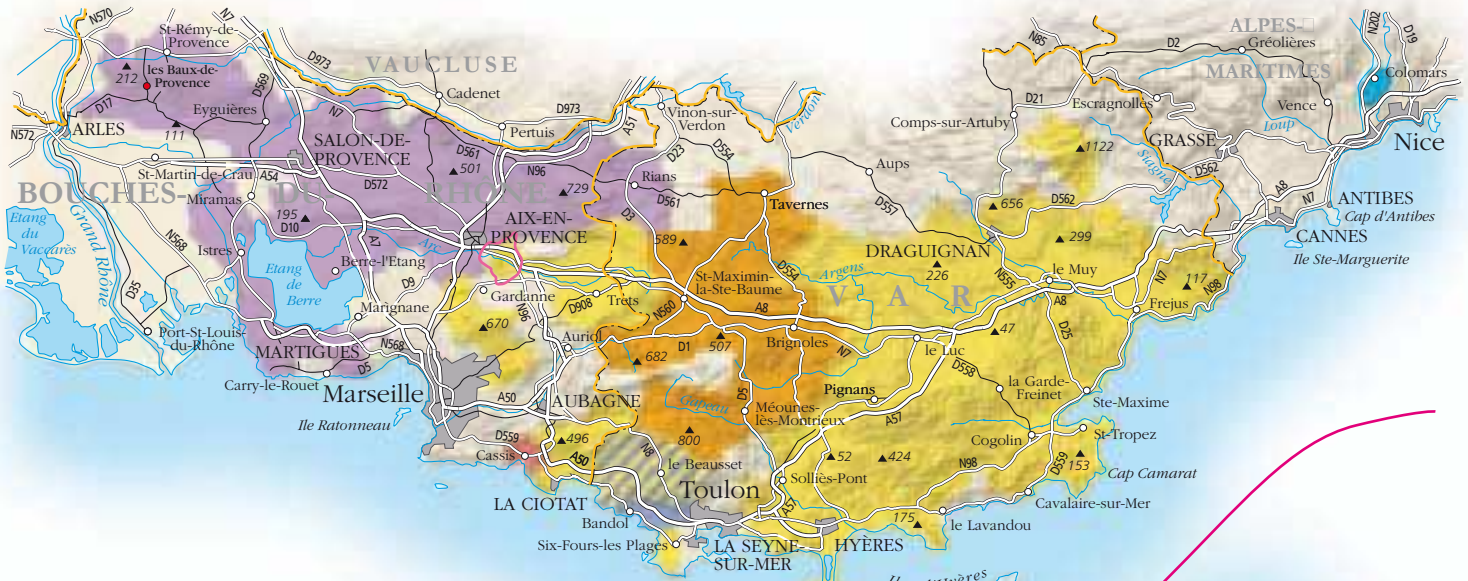 N570
N7
St-Rémy-de-
Provence
212
les Baux-de-
Provence
D569
D973
VAUCLUSE
Cadenet
D17
Eyguières
N7
111
N572
ARLES
SALON-DE-
PROVENCE
Pertuis
D973
A51
Vinon-sur-
Verdon
Verdon
D23
D554
St-Martin-de-Crau
A54
D572
D561
501
N96
729
Rians
D561
BOUCHES-DU RHÔNE
Miramas
195
D10
A7
Arc
AIX-EN-
PROVENCE
D3
Tavernes
Aups
D557
Etang
du
Vaccarès
Grand Rhône
N568
Istres
Etang
de
Berre
Berre-l'Etang
D9
589
D554
D35
Port-St-Louis-
du-Rhône
Marignane
Gardanne
N96
D908
Trets
N560
St-Maximin-
la-Ste-Baume
A8
Argens
VAR
MARTIGUES
N568
D5
670
Auriol
682
D1
507
Brignoles
N7
Carry-le-Rouet
Marseille
Ile Ratonneau
A50
AUBAGNE
Gapeau
D5
Méounes-
lès-Montrieux
800
D559
Cassis
496
A50
N8
le Beausset
LA CIOTAT
Bandol
Toulon
Six-Fours-les Plages
LA SEYNE-
SUR-MER
A57
Solliès-Pont
HYÈRES
52
424
N98
175
le Lavandou
Cavalaire-sur-Mer
Pignans
A57
le Luc
D558
la Garde-
Freinet
Cogolin
D559
153
St-Tropez
Cap Camarat
Ste-Maxime
47
D25
A8
le Muy
N555
DRAGUIGNAN
226
299
656
D562
1122
Comps-sur-Artuby
D21
N85
D2
ALPES-
MARITIMES
Gréolières
Escragnolles
Siagne
GRASSE
D562
Loup
Vence
N202
D19
Colomars
Nice
A8
N7
ANTIBES
Cap d'Antibes
CANNES
Ile Ste-Marguerite
117
N7
N98
Frejus